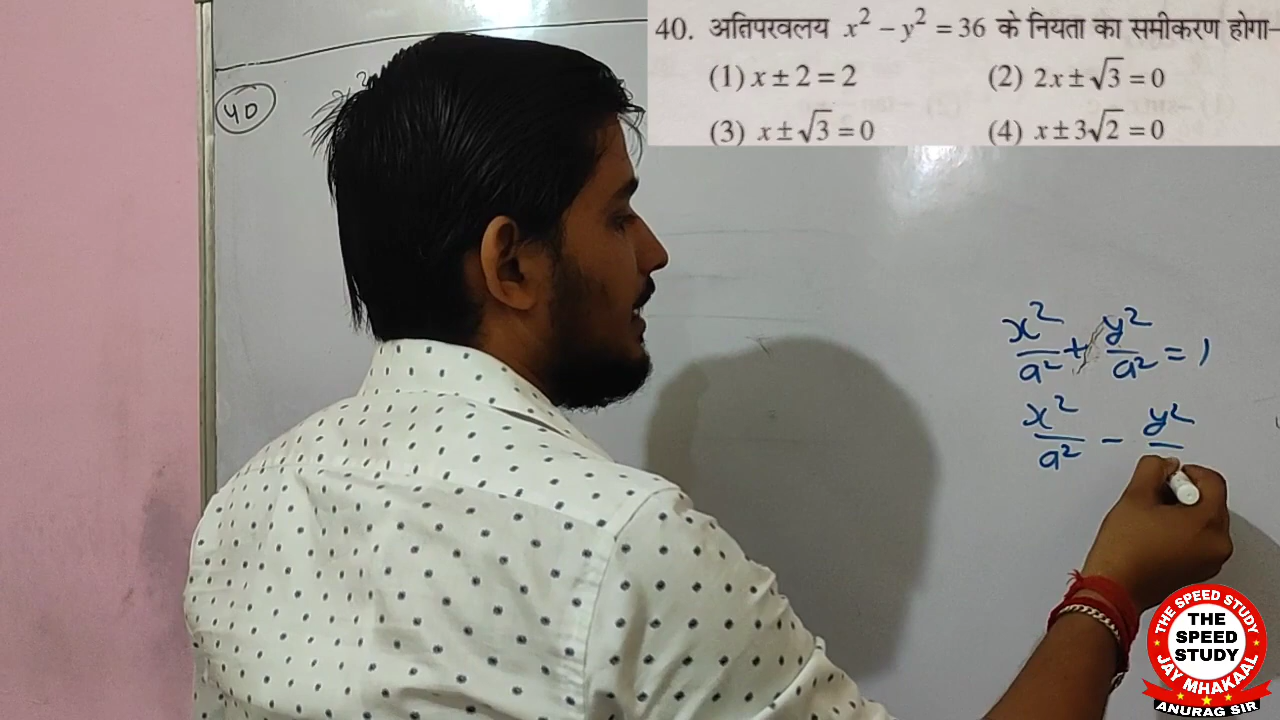 40. अतिपरवलय x² – y² = 36 के नियता का समीकरण होगा–
(1) x ± 2 = 2
(2) 2x ± √3 = 0
(3) x ± √3 = 0
(4) x ± 3√2 = 0
40
2
x²/a² + y²/a² = 1
x²/a² – y²
THE SPEED STUDY
THE
SPEED
STUDY
JAY MHAKAAL
ANURAG SIR